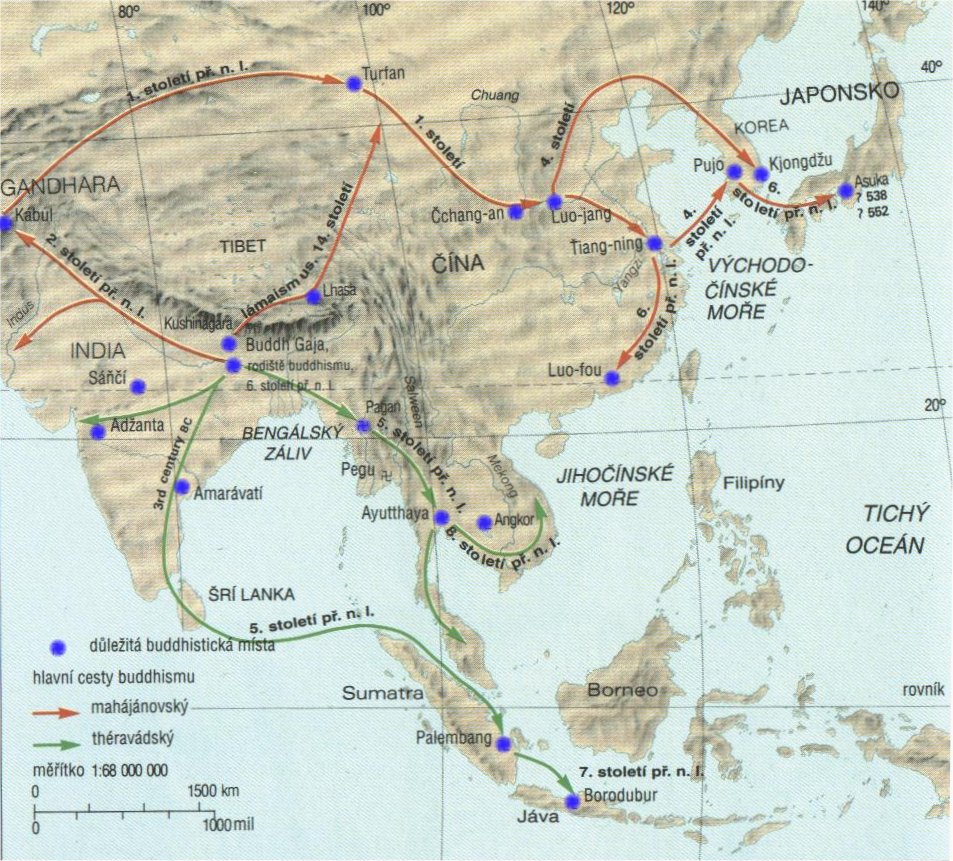 80°
100°
120°
140°
40°
1. století př. n. l.
Turfan
Chuang
JAPONSKO
KOREA
1. století
4. století
Pujo
Kjongdžu
6.
století př. n. l.
Asuka
? 538
? 552
GANDHARA
Kábul
TIBET
Čchang-an
Luo-jang
ČÍNA
Ťiang-ning
Yangzi
4.
století
př. n. l.
VÝCHODO-
ČÍNSKÉ
MOŘE
2. století př. n. l.
lámaismus, 14. století
Lhasa
Indus
Kushinagara
INDIA
Buddh Gaja,
rodiště buddhismu,
6. století př. n. l.
Sáňčí
6.
století př. n. l.
Luo-fou
20°
Adžanta
BENGÁLSKÝ
ZÁLIV
Pagan
Salween
5. století př. n. l.
Pegu
3rd century BC
Amarávatí
Mekong
JIHOČÍNSKÉ
MOŘE
Filipíny
TICHÝ
OCEÁN
Ayutthaya
Angkor
8. století př. n. l.
ŠRÍ LANKA
5. století př. n. l.
důležitá buddhistická místa
hlavní cesty buddhismu
mahájánovský
théravádský
měřítko 1:68 000 000
0
1500 km
0
1000mil
Sumatra
Borneo
rovník
Palembang
7. století př. n. l.
Borodubur
Jáva